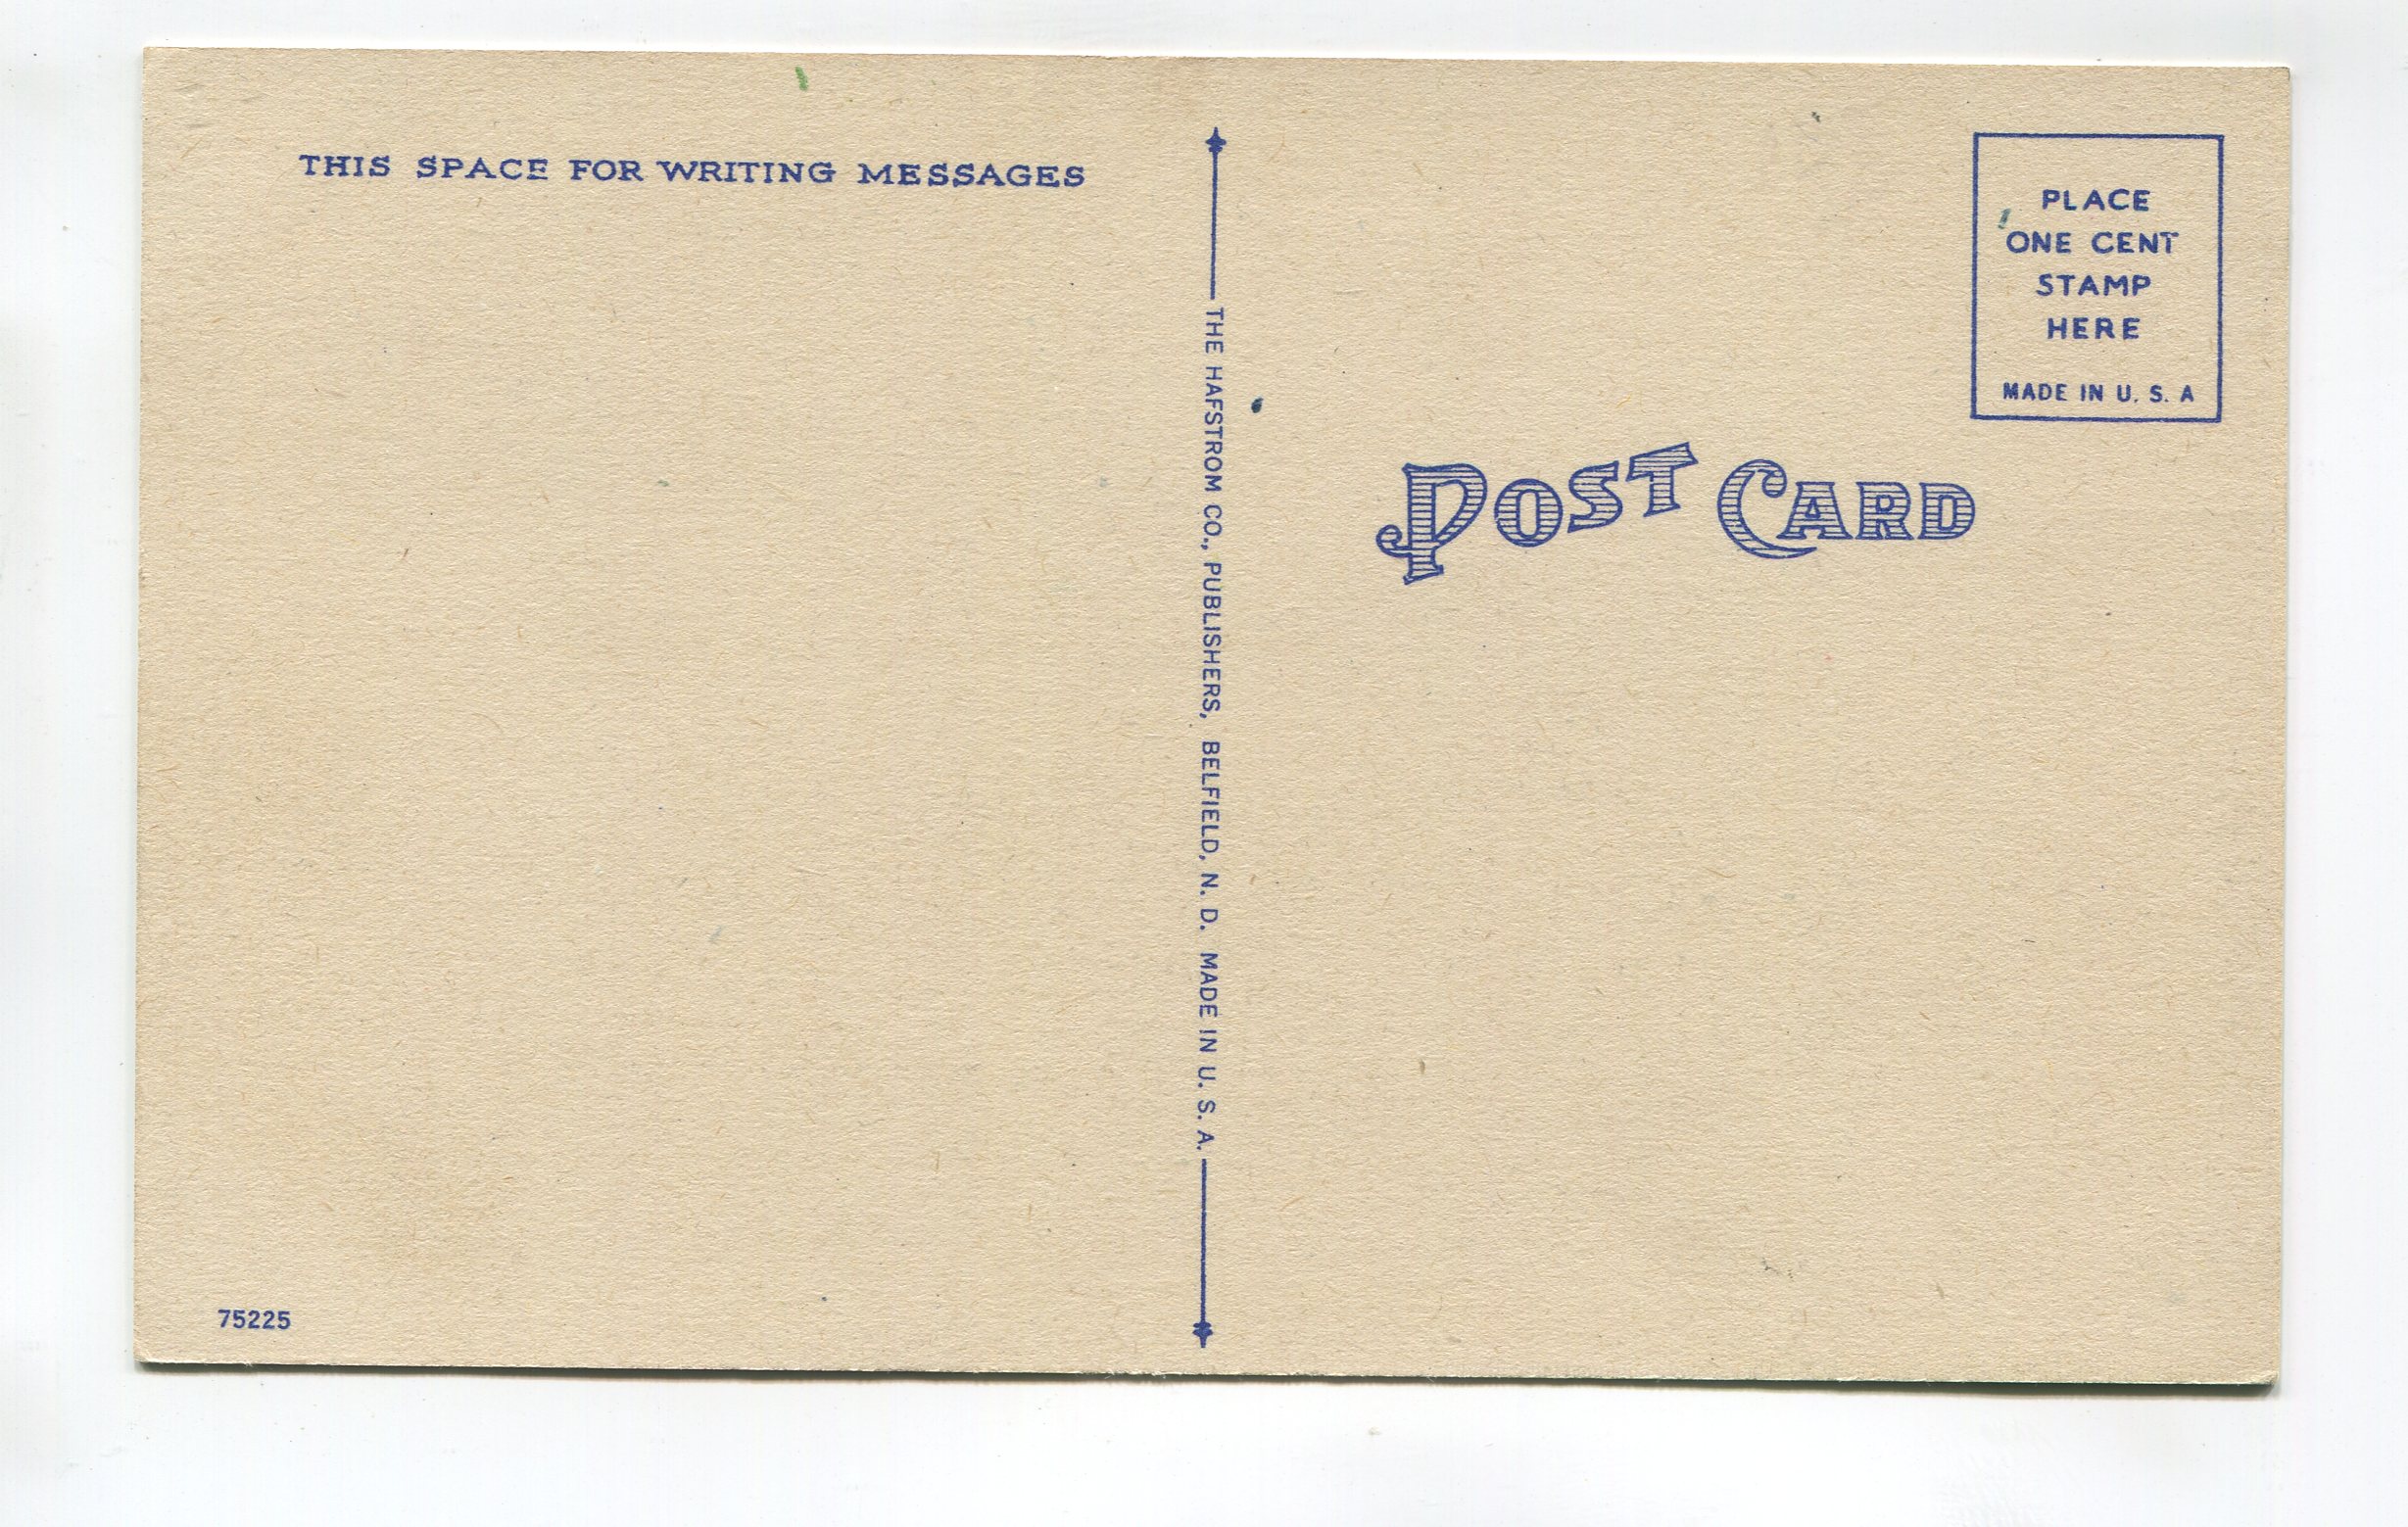 THIS SPACE FOR WRITING MESSAGES
THE HAFSTROM CO., PUBLISHERS, BELFIELD, N. D. MADE IN U. S. A.
PLACE
ONE CENT
STAMP
HERE
MADE IN U. S. A
POST CARD
75225